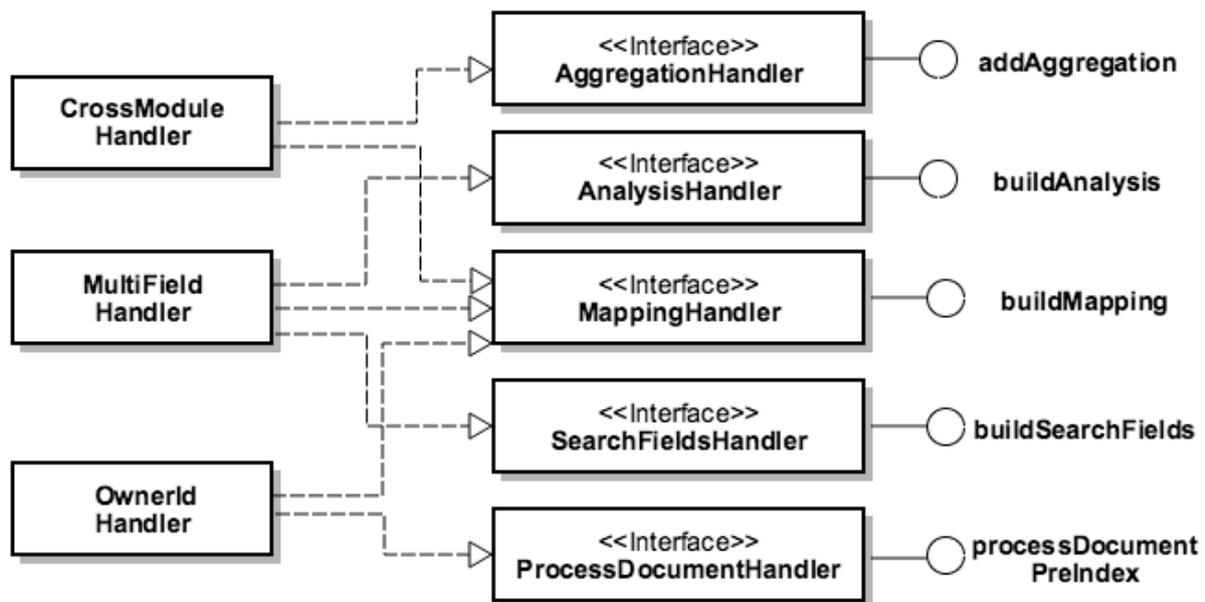 CrossModule
Handler
MultiField
Handler
OwnerId
Handler
<<Interface>>
AggregationHandler
<<Interface>>
AnalysisHandler
<<Interface>>
MappingHandler
<<Interface>>
SearchFieldsHandler
<<Interface>>
ProcessDocumentHandler
addAggregation
buildAnalysis
buildMapping
buildSearchFields
processDocument
PreIndex